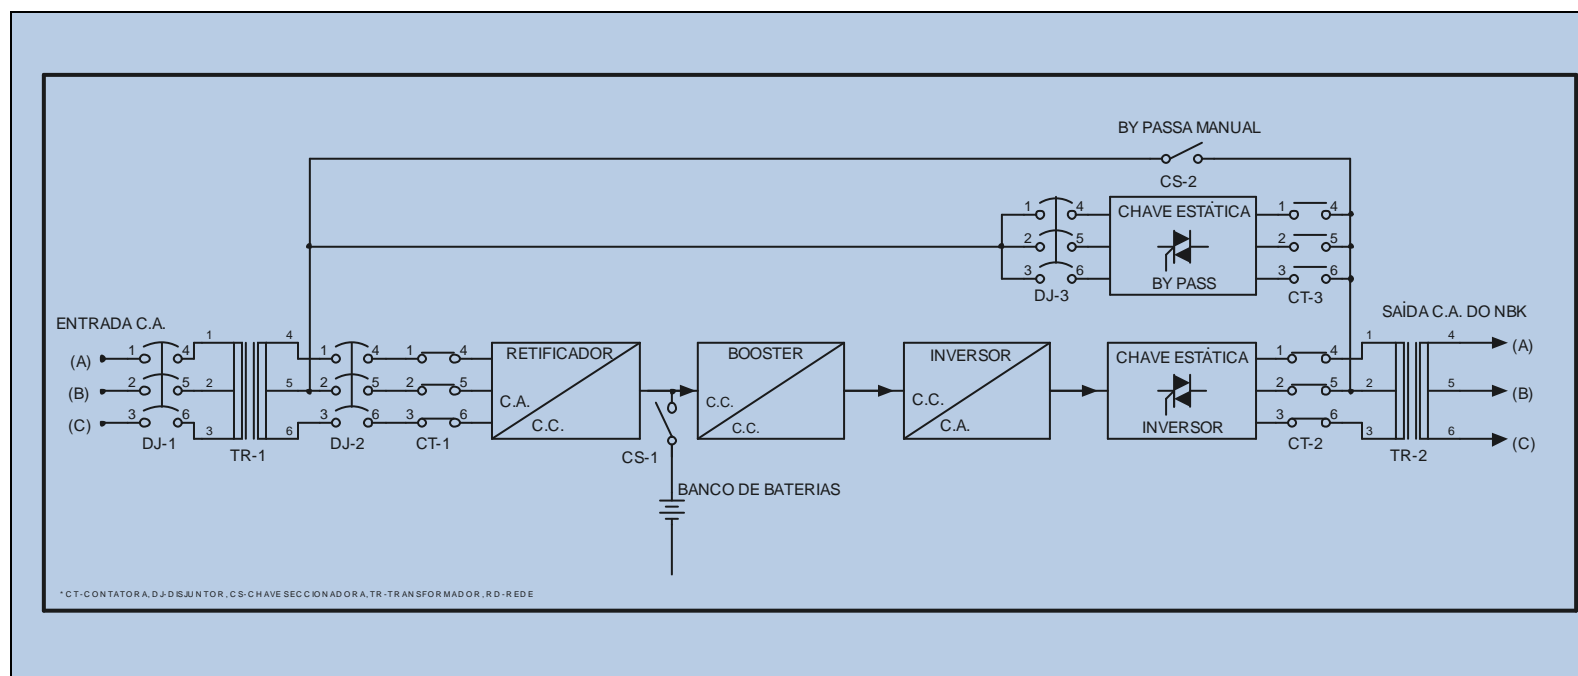 BY PASSA MANUAL
CS-2
1 4 CHAVE ESTÁTICA 1 4
2 5 2 5
3 6 BY PASS 3 6
DJ-3 CT-3
ENTRADA C.A. SAÍDA C.A. DO NBK
1 4 1 4
(A) 1 4 1 4 1 4 RETIFICADOR BOOSTER INVERSOR CHAVE ESTÁTICA 1 4 (A)
(B) 2 5 2 5 2 5 2 5 C.A. C.C. C.C. 2 5 2 5 (B)
(C) 3 6 3 6 3 6 C.C. C.C. C.A. INVERSOR 3 6 (C)
3 6 3 6
DJ-1 TR-1 DJ-2 CT-1 CS-1 CT-2 TR-2
BANCO DE BATERIAS
*CT-CONTATORA,DJ-DISJUNTOR,CS-CHAVE SECCIONADORA,TR-TRANSFORMADOR,RD-REDE